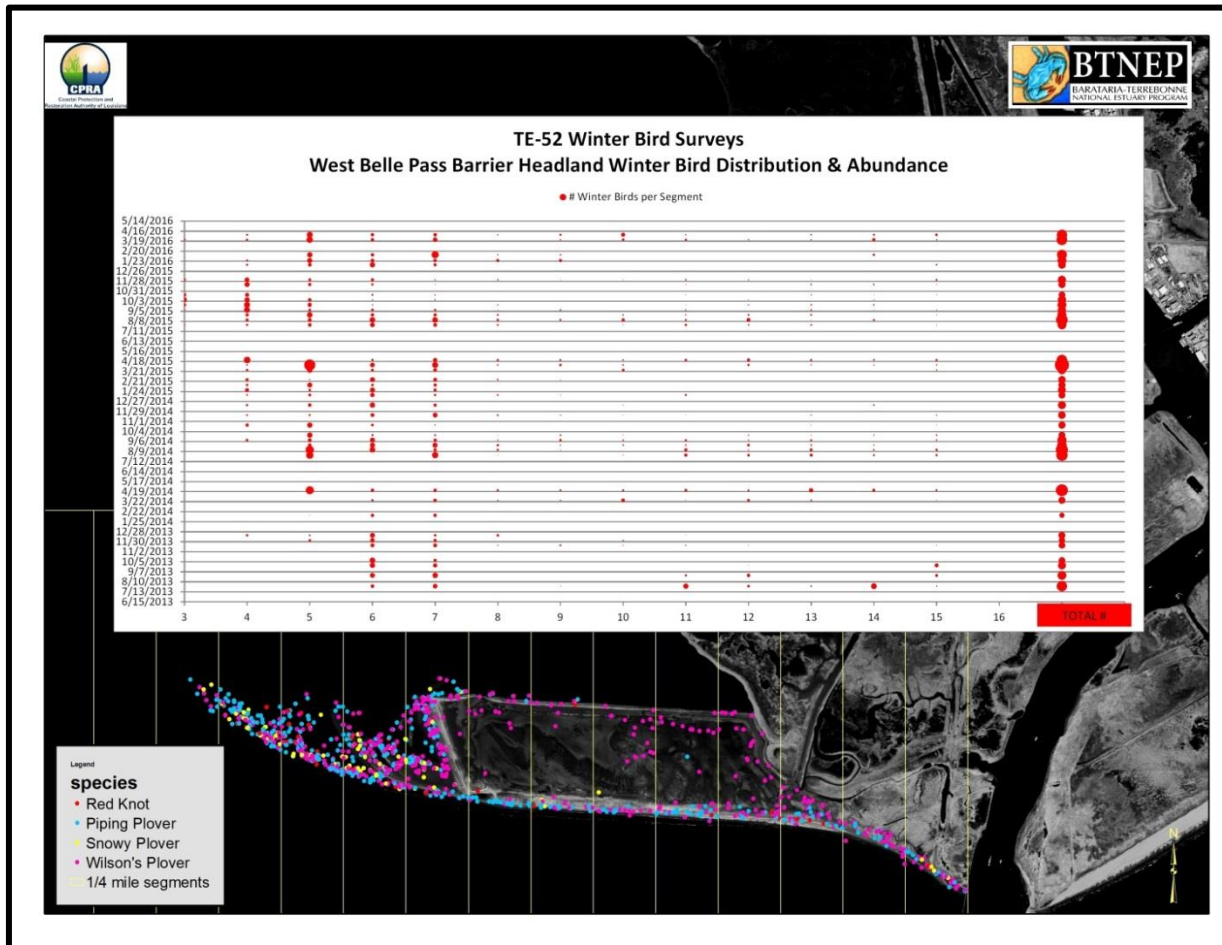 CPRA
Coastal Protection and
Restoration Authority of Louisiana
BTNEP
BARATARIA-TERREBONNE
NATIONAL ESTUARY PROGRAM
TE-52 Winter Bird Surveys
West Belle Pass Barrier Headland Winter Bird Distribution & Abundance
# Winter Birds per Segment
5/14/2016
4/16/2016
3/19/2016
2/20/2016
1/23/2016
12/26/2015
11/28/2015
10/31/2015
10/3/2015
9/5/2015
8/8/2015
7/11/2015
6/13/2015
5/16/2015
4/18/2015
3/21/2015
2/21/2015
1/24/2015
12/27/2014
11/29/2014
11/1/2014
10/4/2014
9/6/2014
8/9/2014
7/12/2014
6/14/2014
5/17/2014
4/19/2014
3/22/2014
2/22/2014
1/25/2014
12/28/2013
11/30/2013
11/2/2013
10/5/2013
9/7/2013
8/10/2013
7/13/2013
6/15/2013
3 4 5 6 7 8 9 10 11 12 13 14 15 16 TOTAL #
Legend
species
Red Knot
Piping Plover
Snowy Plover
Wilson's Plover
1/4 mile segments
N